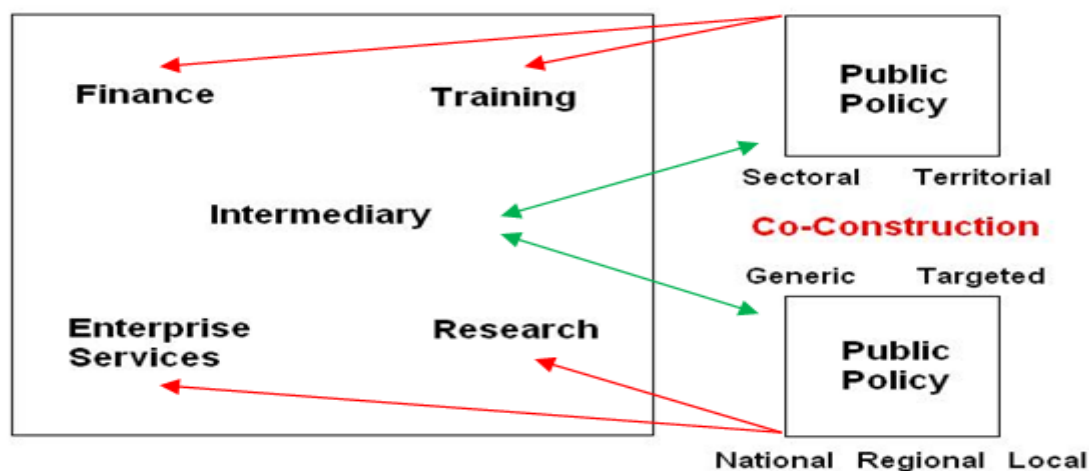 Finance
Training
Public
Policy
Sectoral Territorial
Intermediary
Co-Construction
Generic Targeted
Enterprise
Services
Research
Public
Policy
National Regional Local